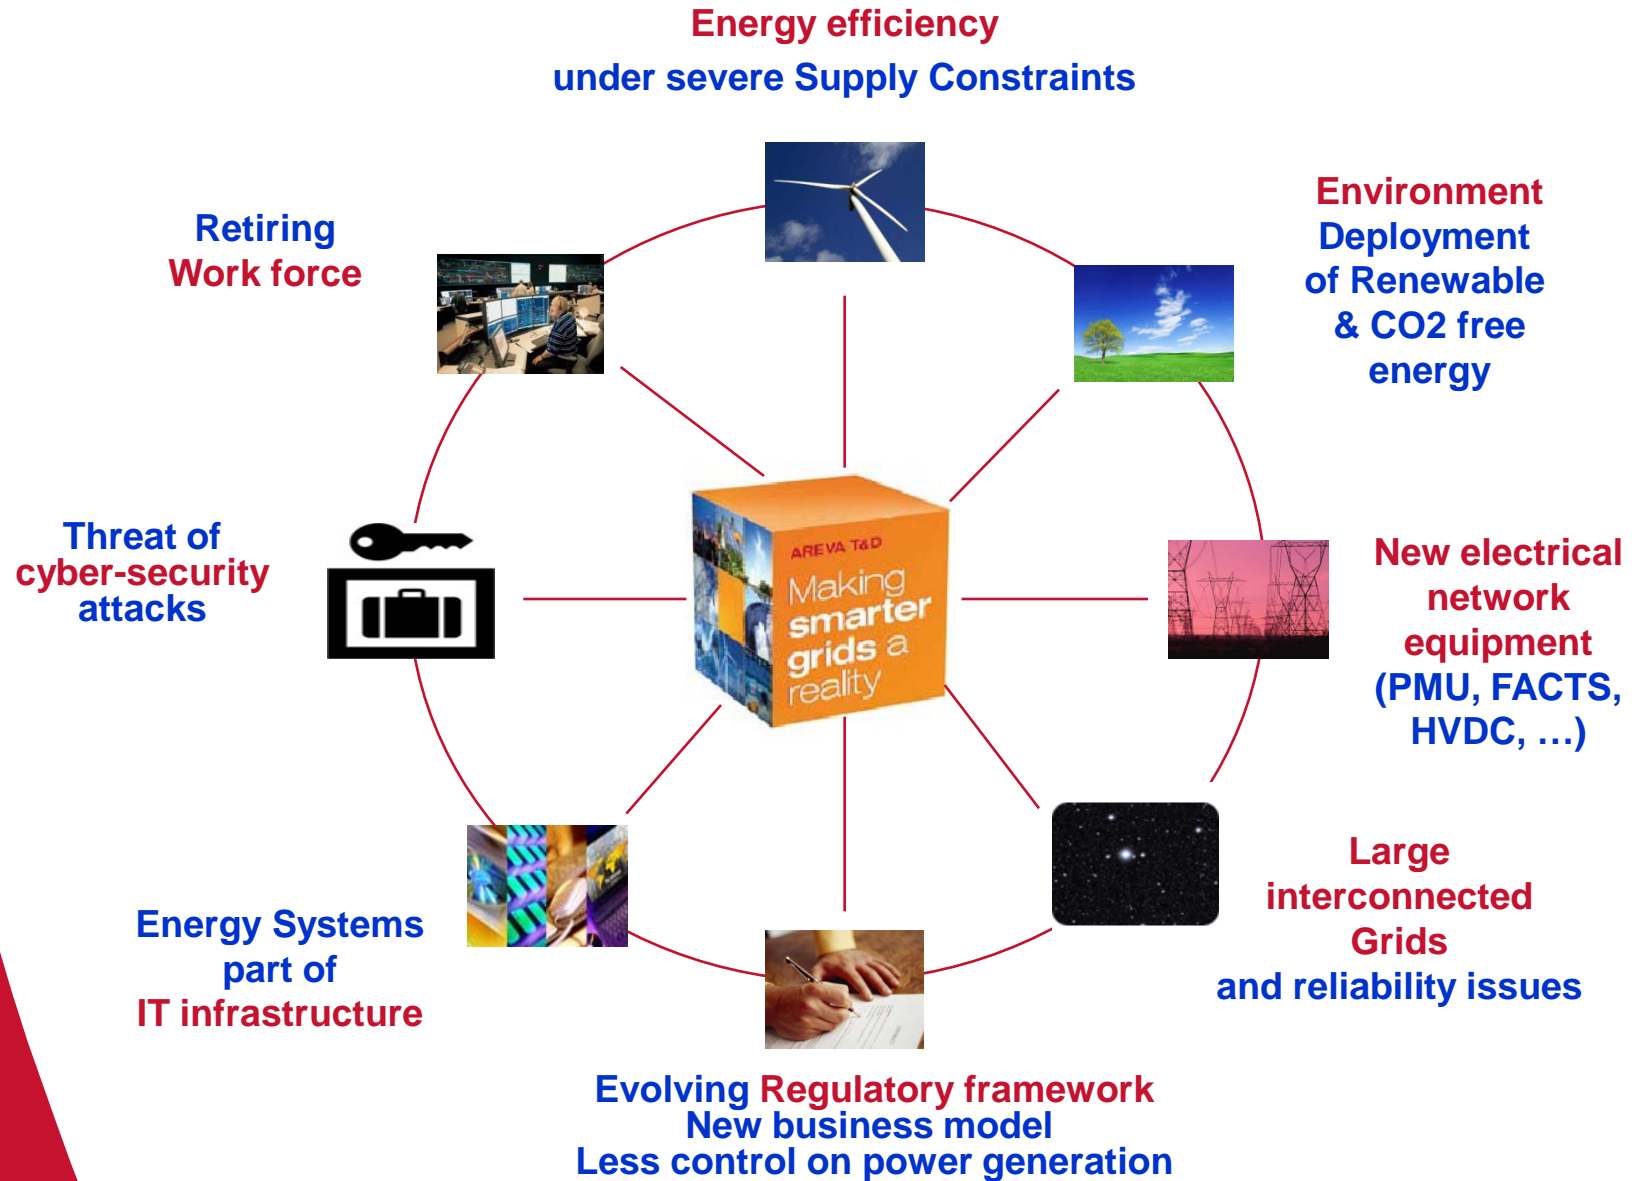 Energy efficiency
under severe Supply Constraints
Environment
Deployment
of Renewable
& CO2 free
energy
New electrical
network
equipment
(PMU, FACTS,
HVDC, …)
Large
interconnected
Grids
and reliability issues
Evolving Regulatory framework
New business model
Less control on power generation
Energy Systems
part of
IT infrastructure
Threat of
cyber-security
attacks
Retiring
Work force
AREVA T&D
Making
smarter
grids a
reality